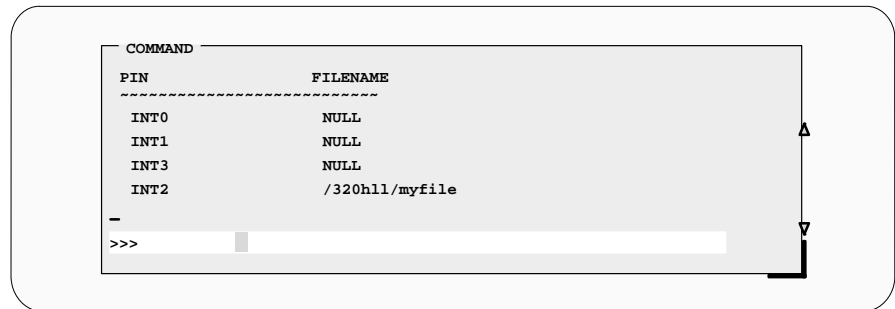 COMMAND
PIN FILENAME
~~~~~~~~~~~~~~~~~~~~~~~~~~~
INT0 NULL
INT1 NULL
INT3 NULL
INT2 /320hll/myfile
>>>